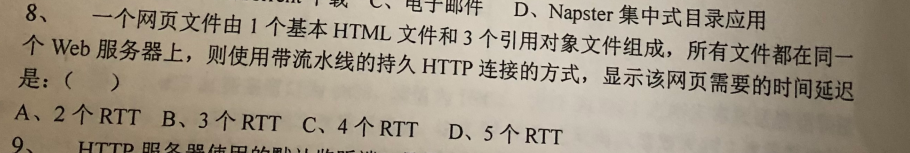 载 C、电子邮件 D、Napster 集中式目录应用
8、 一个网页文件由 1 个基本 HTML 文件和 3 个引用对象文件组成，所有文件都在同一
个 Web 服务器上，则使用带流水线的持久 HTTP 连接的方式，显示该网页需要的时间延迟
是：（ ）
A、2 个 RTT B、3 个 RTT C、4 个 RTT D、5 个 RTT
9、 HTTP 服务器使用的默认